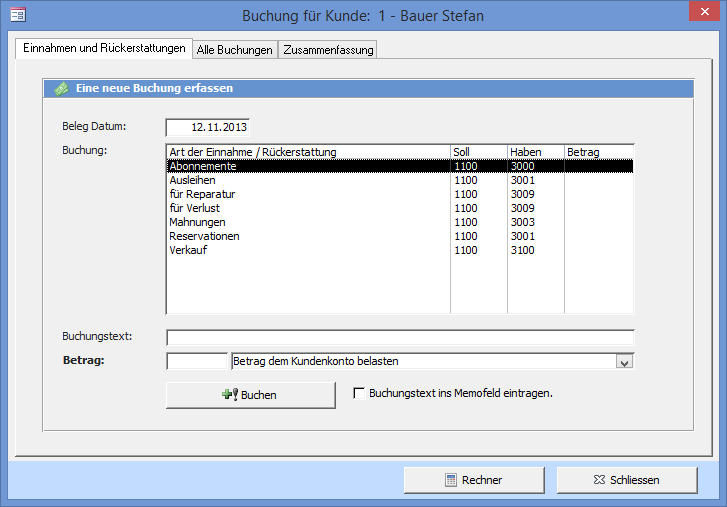 Buchung für Kunde:  1 - Bauer Stefan
Einnahmen und Rückerstattungen Alle Buchungen Zusammenfassung
Eine neue Buchung erfassen
Beleg Datum: 12.11.2013
Buchung: Art der Einnahme / Rückerstattung Soll Haben Betrag
Abonnemente 1100 3000
Ausleihen 1100 3001
für Reparatur 1100 3009
für Verlust 1100 3009
Mahnungen 1100 3003
Reservationen 1100 3001
Verkauf 1100 3100
Buchungstext:
Betrag: Betrag dem Kundenkonto belasten
Buchen Buchungstext ins Memofeld eintragen.
Rechner Schliessen